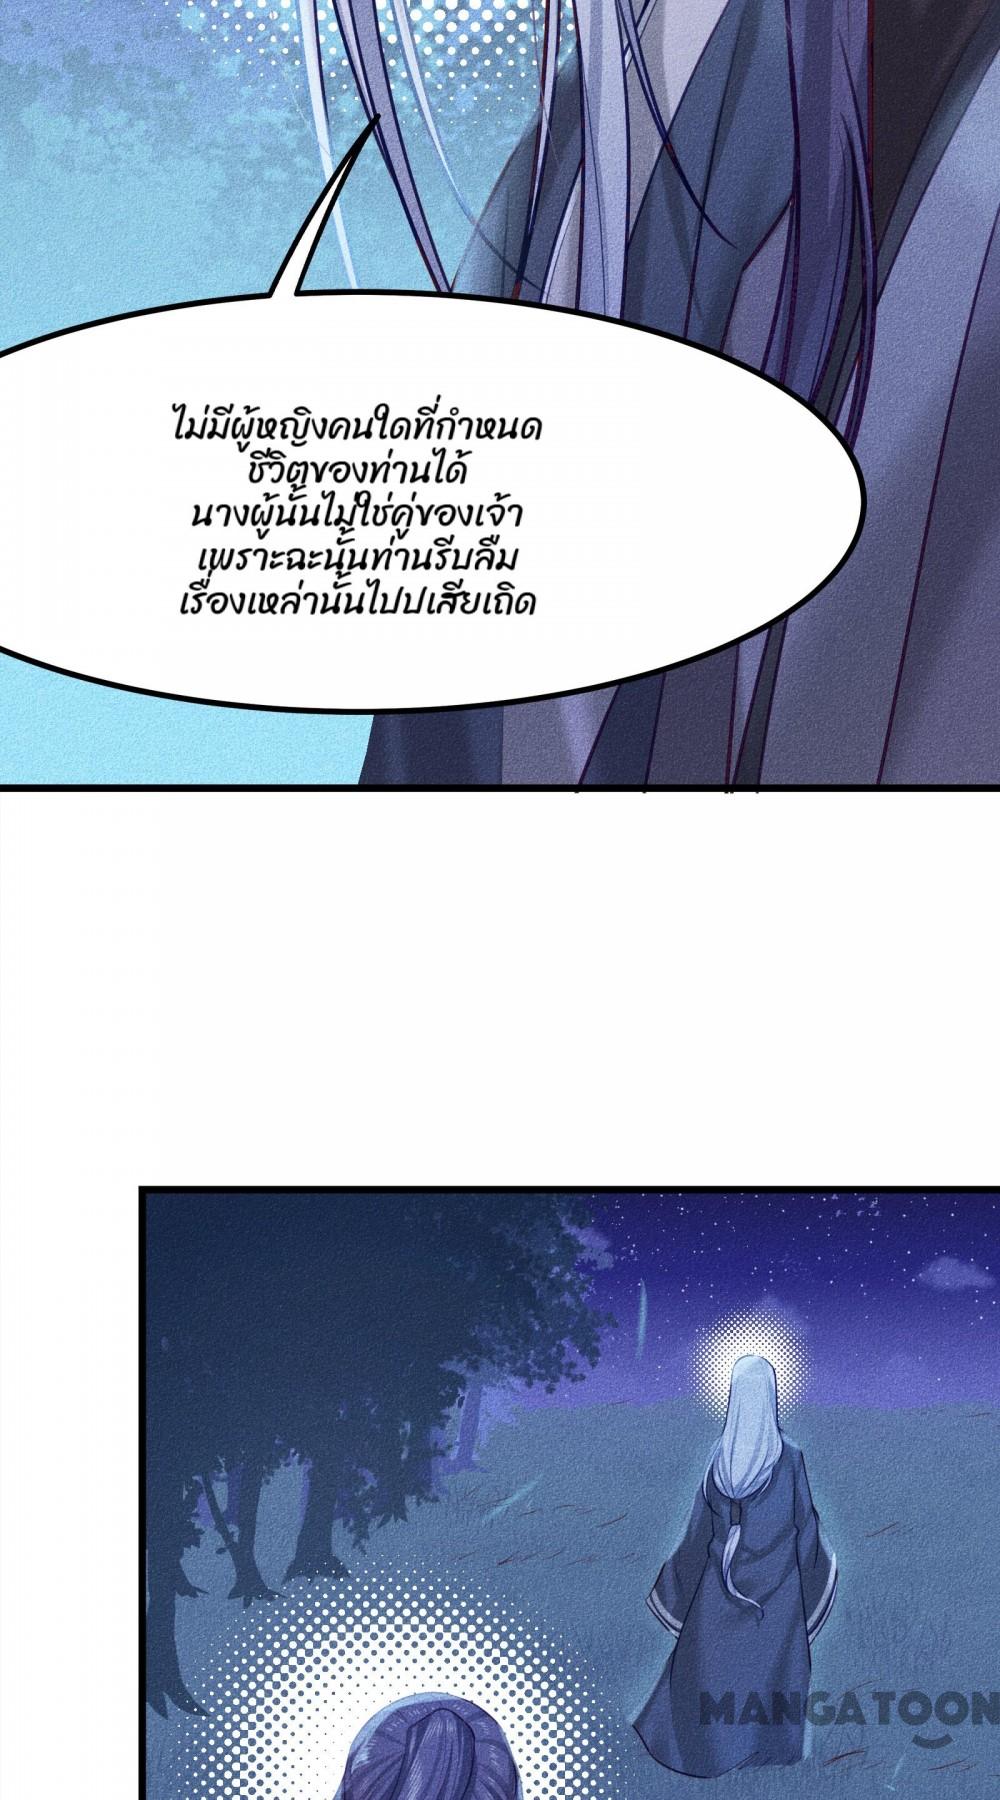 ไม่มีผู้หญิงคนใดที่กำหนด
ชีวิตของท่านได้
นางผู้นั้นไม่ใช่คู่ของเจ้า
เพราะฉะนั้นท่านรีบลืม
เรื่องเหล่านั้นไปปเสียเถิด
MANGATOON